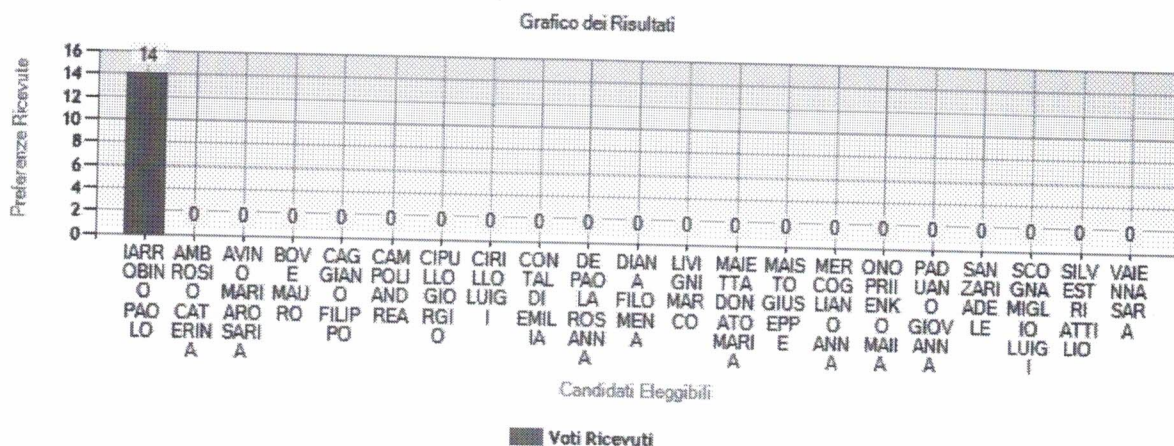 Grafico dei Risultati
Preferenze Ricevute
16
14
12
10
8
6
4
2
0
14
0 0 0 0 0 0 0 0 0 0 0 0 0 0 0 0 0 0 0 0
IARR
OBIN
O
PAO
LO
AMB
ROSI
O
CAT
ERIN
A
AVIN
O
MARI
AROS
ARI
A
BOV
E
MAU
RO
CAG
GIAN
O
FILIP
PO
CAM
POLI
AND
REA
CIPU
LLO
GIO
RGI
O
CIRI
LLO
LUIG
I
CON
TAL
DI
EMIL
IA
DE
PAO
LA
ROS
ANN
A
DIAN
A
FILO
MEN
A
LIVI
GNI
MAR
CO
MAIE
TTA
DON
ATO
MARI
A
MAIS
TO
GIUS
EPP
E
MER
COG
LIAN
O
ANN
A
ONO
PRII
ENK
O
MAII
A
PAD
UAN
O
GIOV
ANN
A
SAN
ZARI
ADE
LE
SCO
GNA
MIGL
IO
LUIG
I
SILV
EST
RI
ATTI
LIO
VAIE
NNA
SAR
A
Candidati Eleggibili
Voti Ricevuti